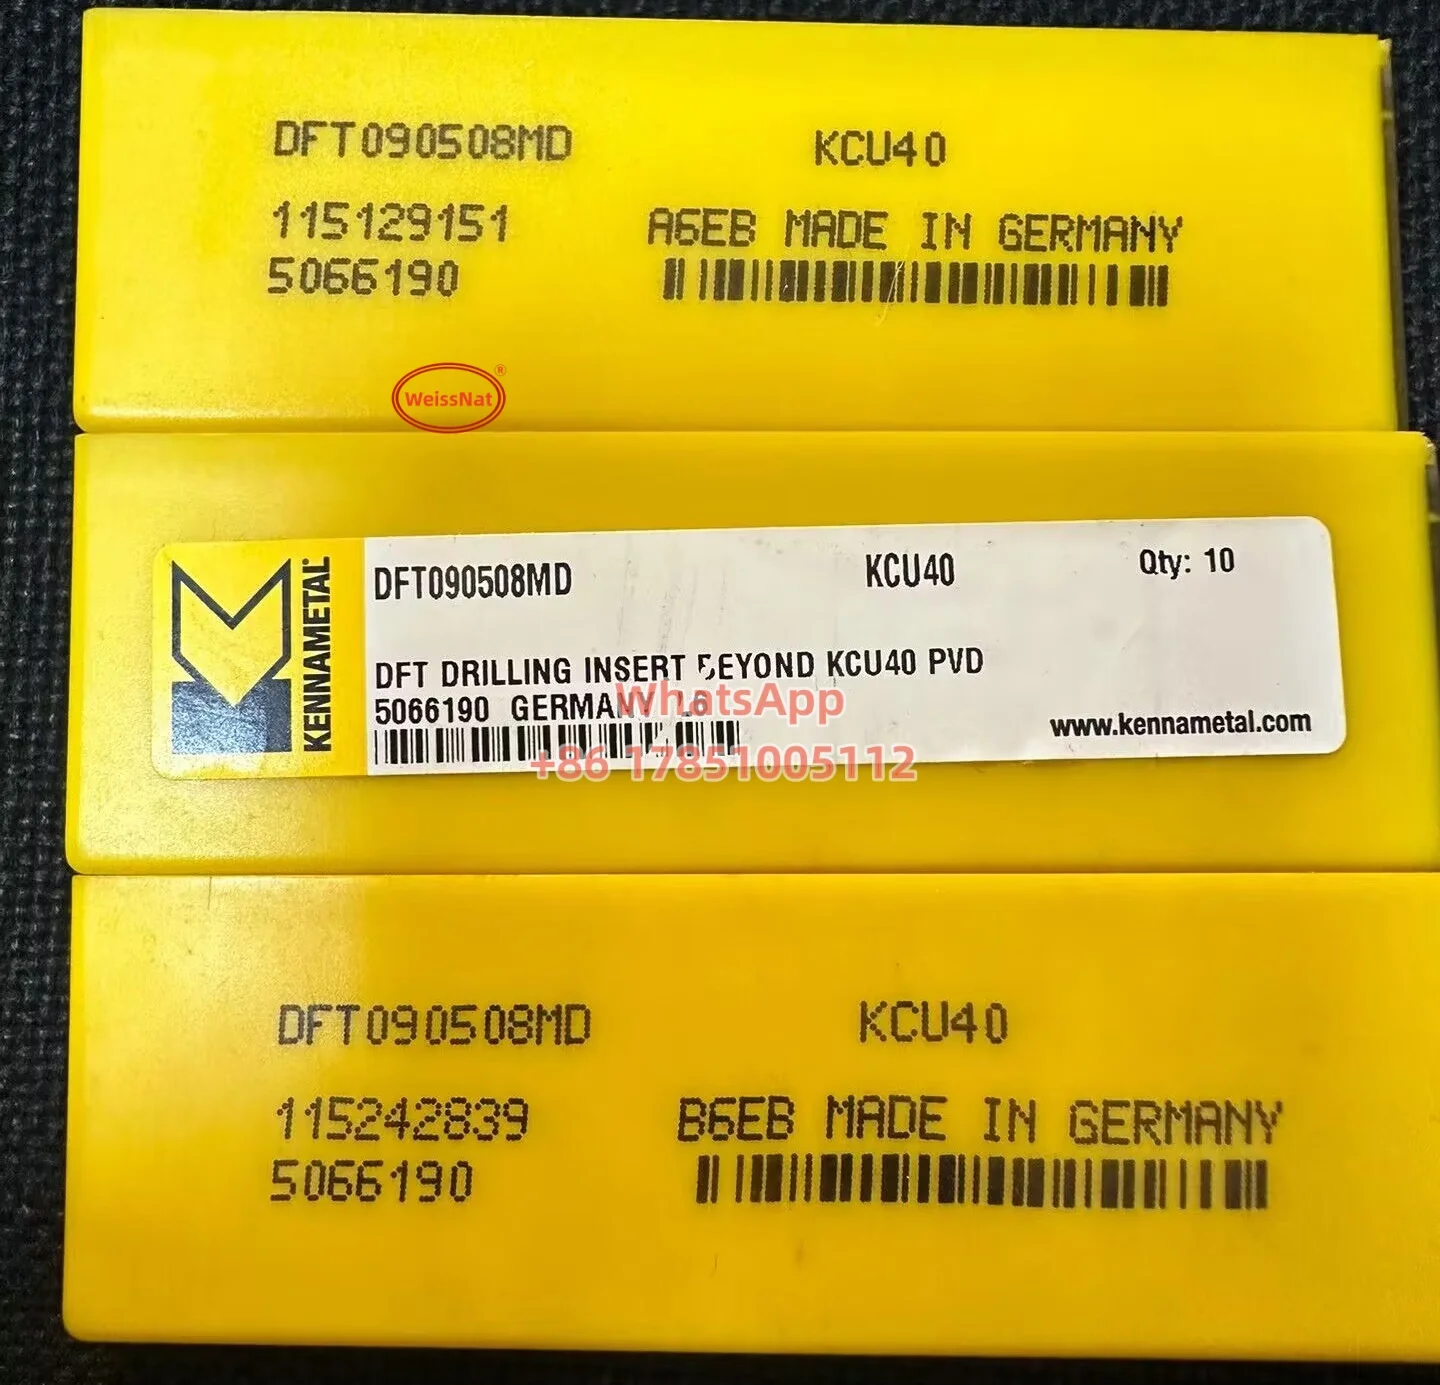 DFT090508MD KCU40
115129151 A6EB MADE IN GERMANY
5066190
WeissNat®
KENNAMETAL
DFT090508MD KCU40 Qty: 10
DFT DRILLING INSERT BEYOND KCU40 PVD
5066190 GERMANY
www.kennametal.com
WhatsApp
+86 17851005112
DFT090508MD KCU40
115242839 B6EB MADE IN GERMANY
5066190